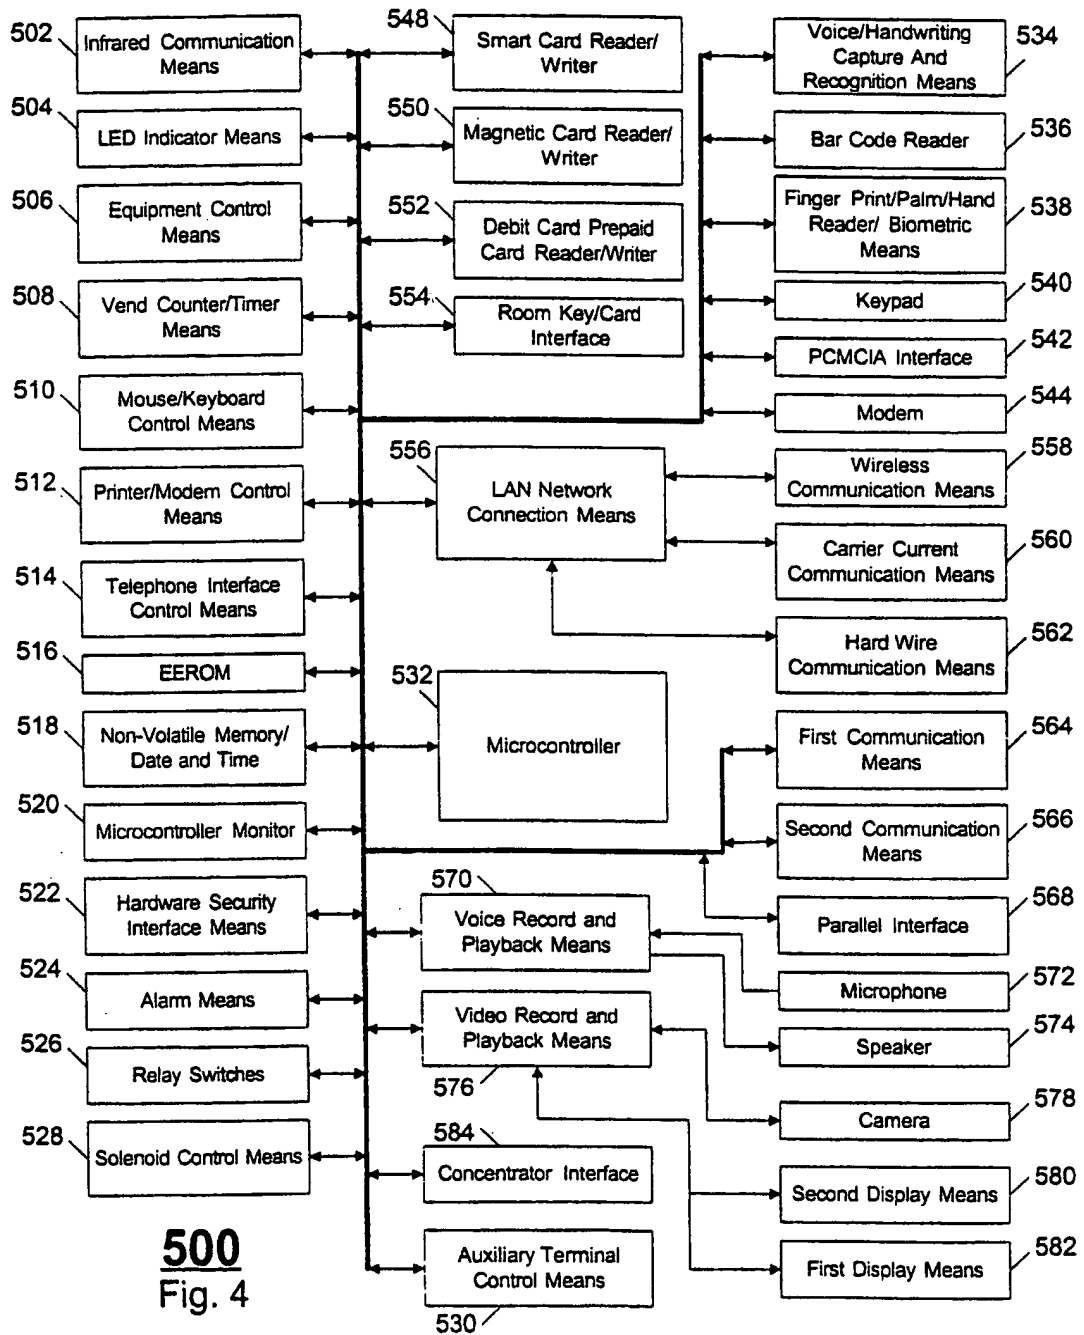 502
Infrared Communication
Means
504
LED Indicator Means
506
Equipment Control
Means
508
Vend Counter/Timer
Means
510
Mouse/Keyboard
Control Means
512
Printer/Modem Control
Means
514
Telephone Interface
Control Means
516
EEROM
518
Non-Volatile Memory/
Date and Time
520
Microcontroller Monitor
522
Hardware Security
Interface Means
524
Alarm Means
526
Relay Switches
528
Solenoid Control Means
548
Smart Card Reader/
Writer
550
Magnetic Card Reader/
Writer
552
Debit Card Prepaid
Card Reader/Writer
554
Room Key/Card
Interface
556
LAN Network
Connection Means
532
Microcontroller
570
Voice Record and
Playback Means
Video Record and
Playback Means
576
584
Concentrator Interface
Auxiliary Terminal
Control Means
530
Voice/Handwriting
Capture And
Recognition Means
534
Bar Code Reader
536
Finger Print/Palm/Hand
Reader/ Biometric
Means
538
Keypad
540
PCMCIA Interface
542
Modem
544
Wireless
Communication Means
558
Carrier Current
Communication Means
560
Hard Wire
Communication Means
562
First Communication
Means
564
Second Communication
Means
566
Parallel Interface
568
Microphone
572
Speaker
574
Camera
578
Second Display Means
580
First Display Means
582
500
Fig. 4